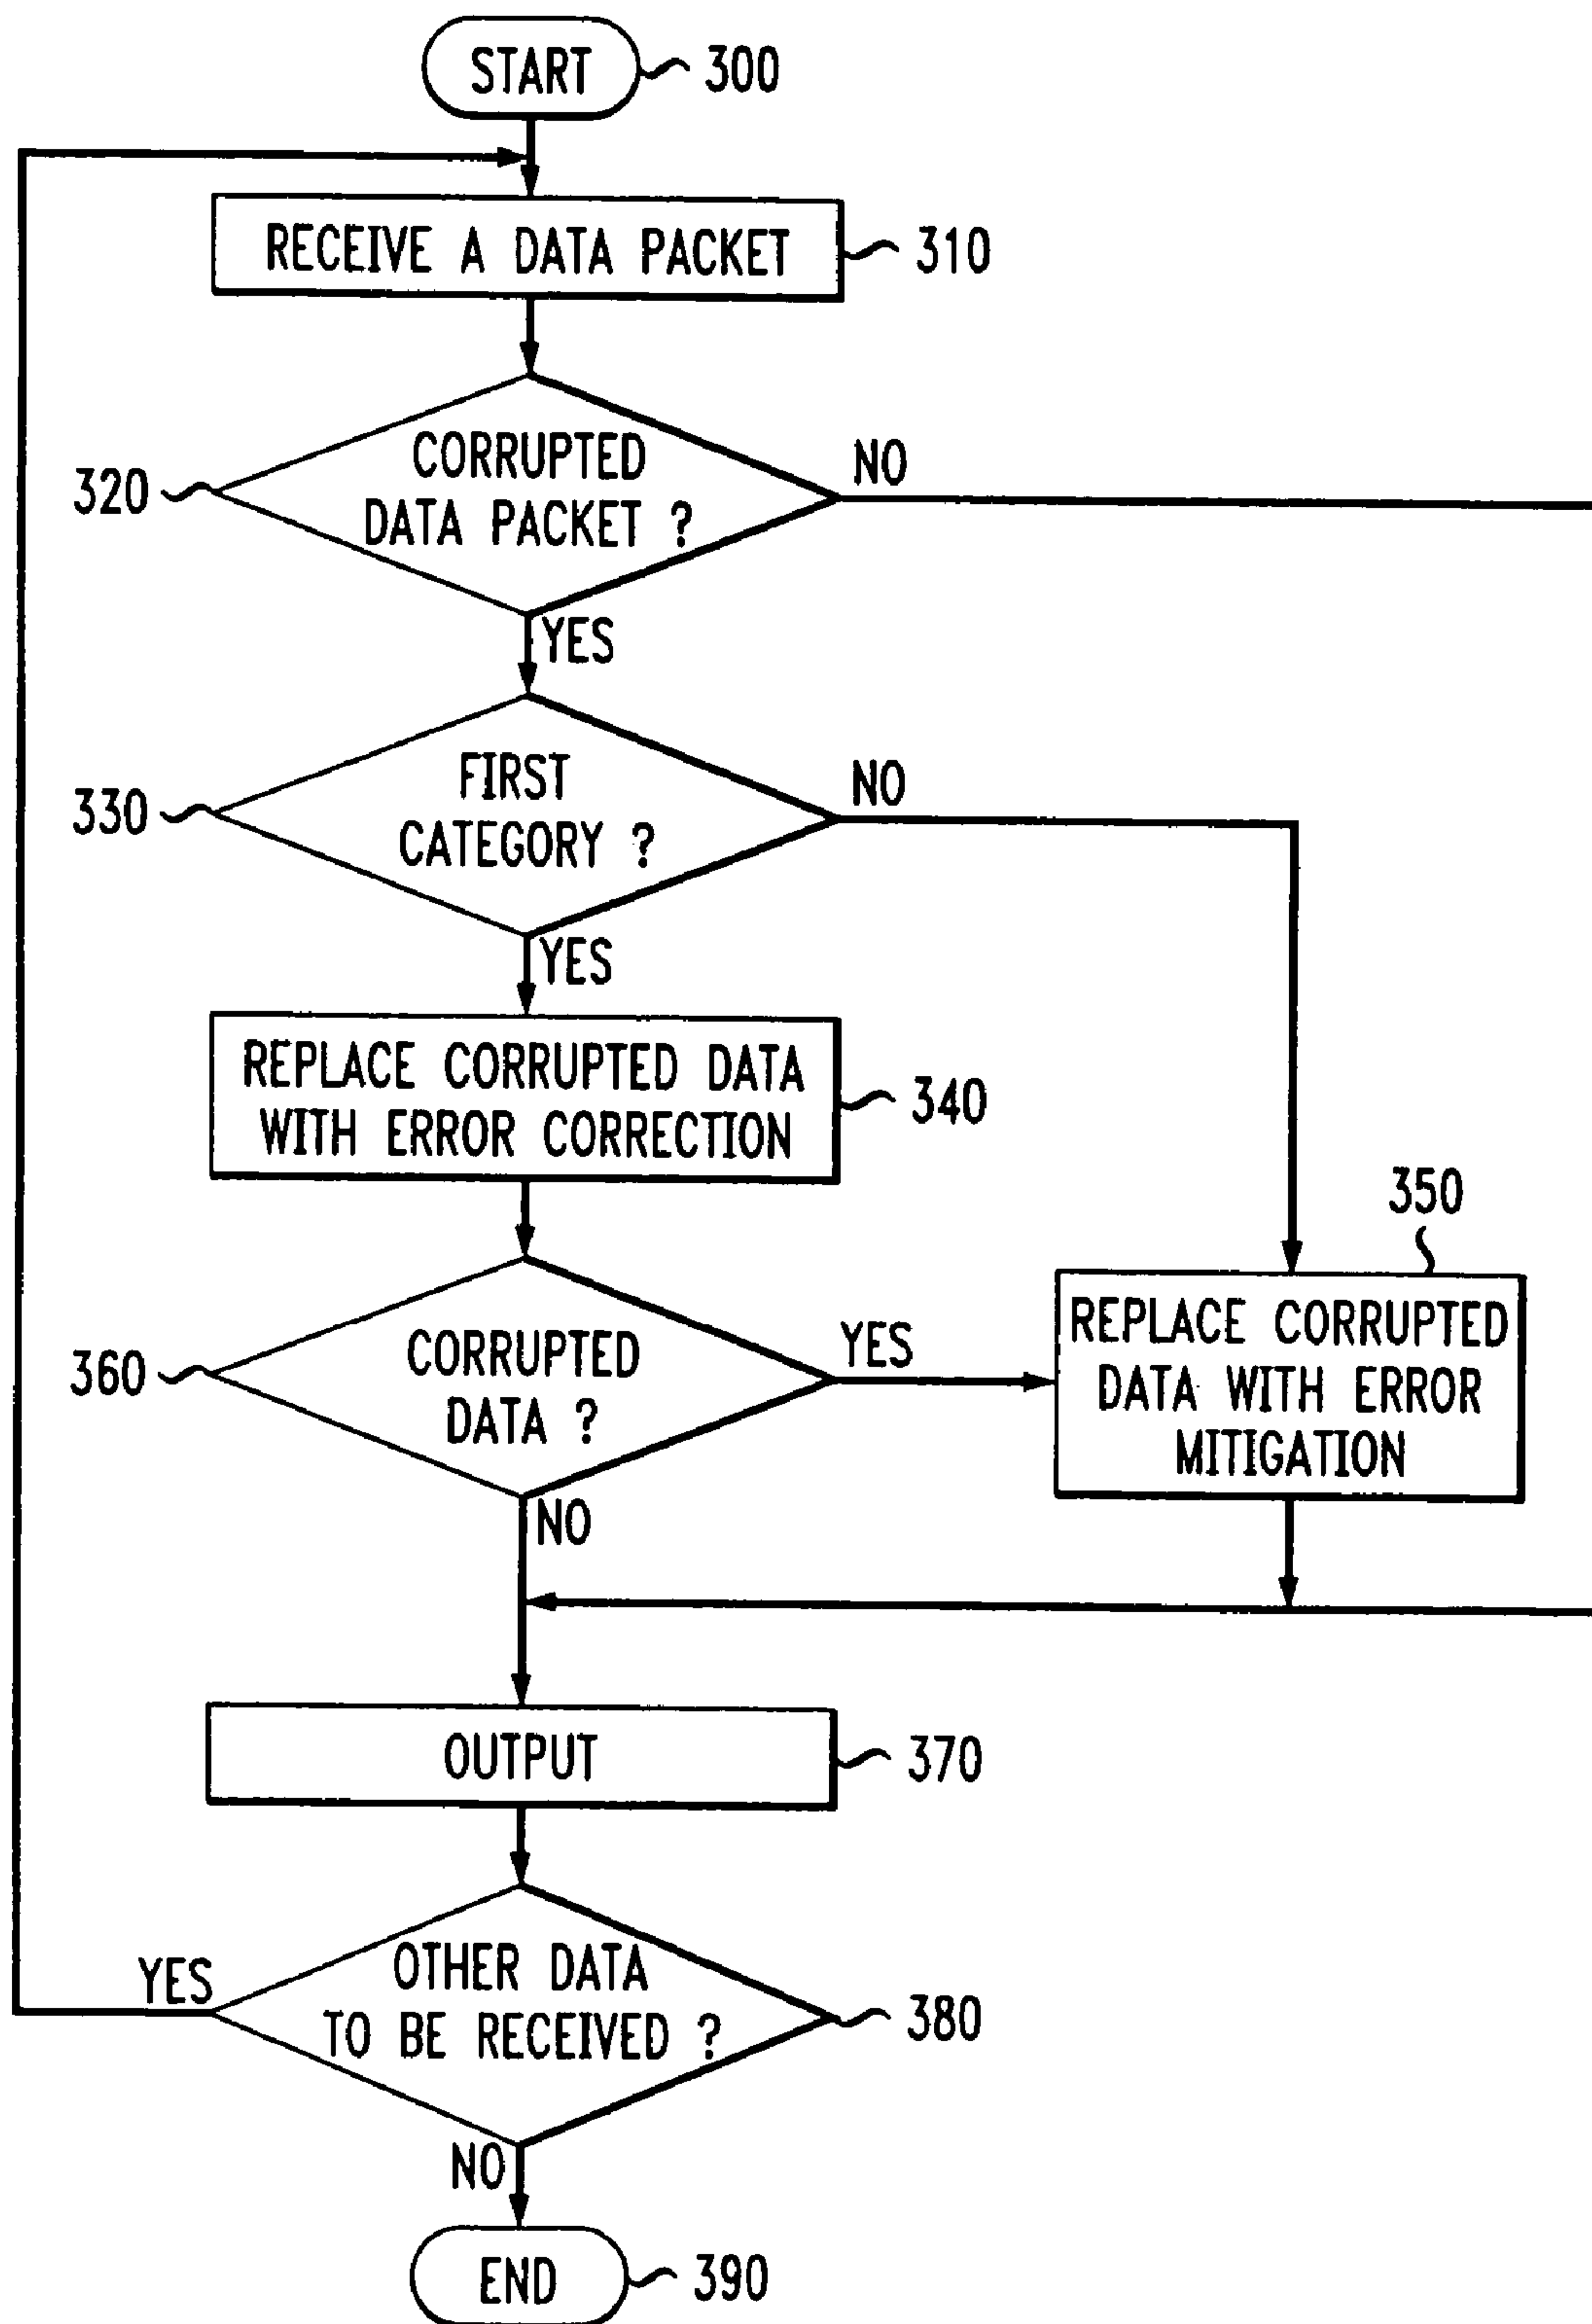 START
300
RECEIVE A DATA PACKET
310
CORRUPTED
DATA PACKET ?
320
NO
YES
FIRST
CATEGORY ?
330
NO
YES
REPLACE CORRUPTED DATA
WITH ERROR CORRECTION
340
350
REPLACE CORRUPTED
DATA WITH ERROR
MITIGATION
CORRUPTED
DATA ?
360
YES
NO
OUTPUT
370
OTHER DATA
TO BE RECEIVED ?
380
YES
NO
END
390